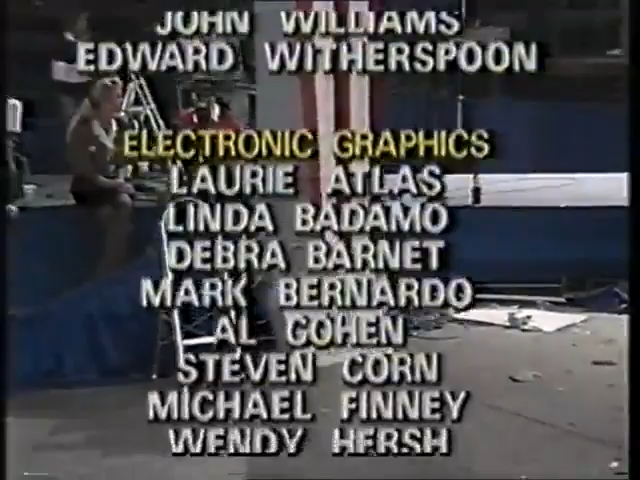 JOHN WILLIAMS
EDWARD WITHERSPOON
ELECTRONIC GRAPHICS
LAURIE ATLAS
LINDA BADAMO
DEBRA BARNET
MARK BERNARDO
AL COHEN
STEVEN CORN
MICHAEL FINNEY
WENDY HERSH